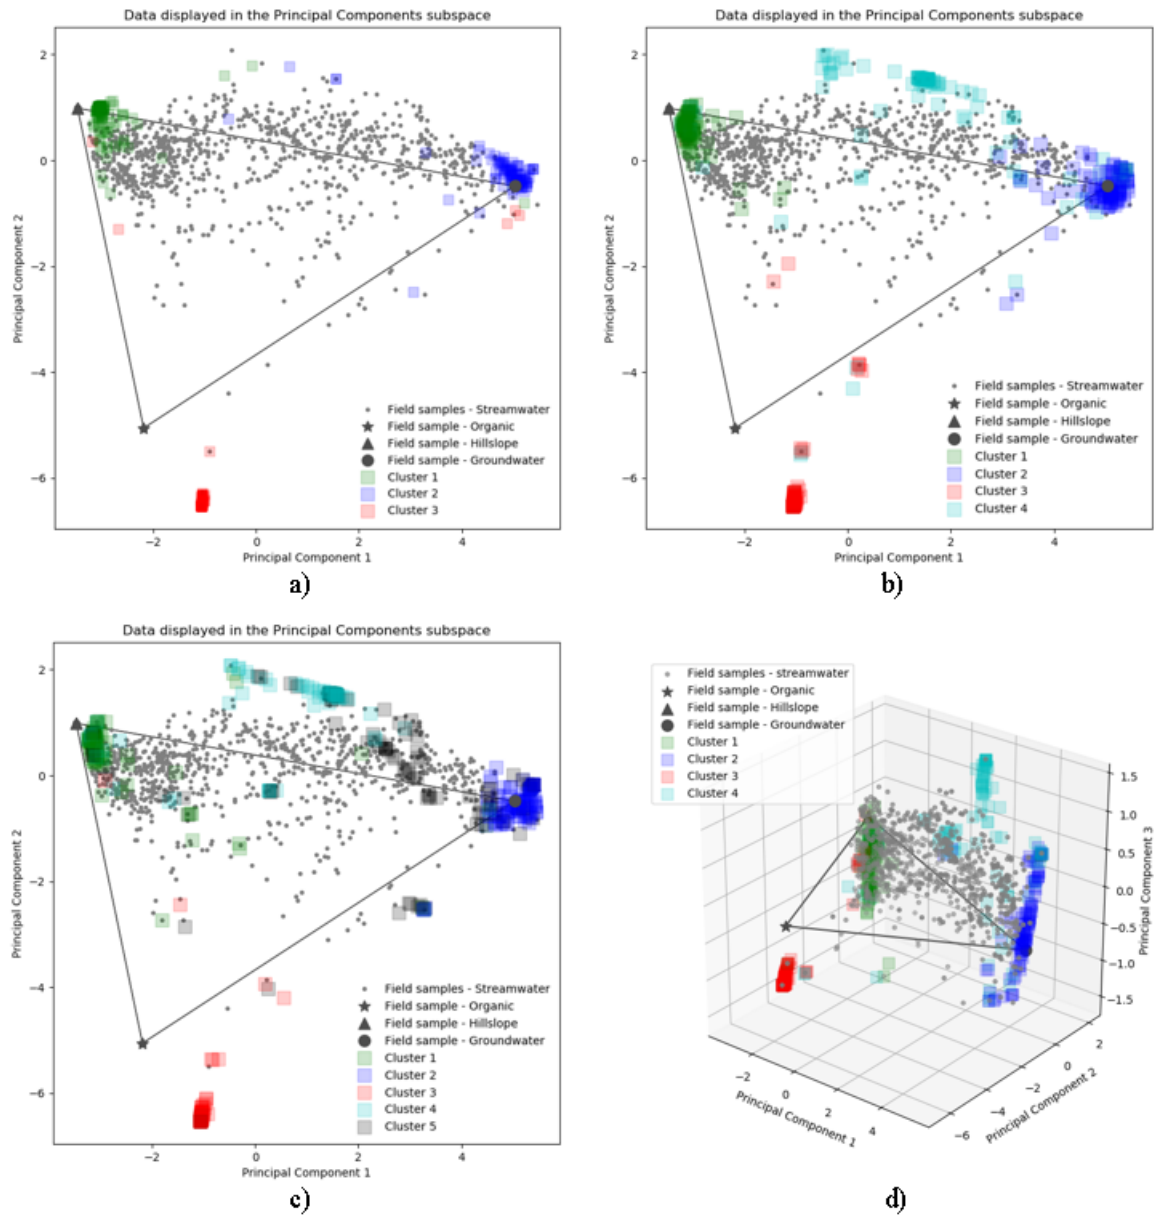 Data displayed in the Principal Components subspace
Principal Component 2
2
0
−2
−4
−6
Field samples - Streamwater
Field sample - Organic
Field sample - Hillslope
Field sample - Groundwater
Cluster 1
Cluster 2
Cluster 3
−2 0 2 4
Principal Component 1
a)
Data displayed in the Principal Components subspace
Principal Component 2
2
0
−2
−4
−6
Field samples - Streamwater
Field sample - Organic
Field sample - Hillslope
Field sample - Groundwater
Cluster 1
Cluster 2
Cluster 3
Cluster 4
−2 0 2 4
Principal Component 1
b)
Data displayed in the Principal Components subspace
Principal Component 2
2
0
−2
−4
−6
Field samples - Streamwater
Field sample - Organic
Field sample - Hillslope
Field sample - Groundwater
Cluster 1
Cluster 2
Cluster 3
Cluster 4
Cluster 5
−2 0 2 4
Principal Component 1
c)
Field samples - streamwater
Field sample - Organic
Field sample - Hillslope
Field sample - Groundwater
Cluster 1
Cluster 2
Cluster 3
Cluster 4
1.5
1.0
0.5
0.0
−0.5
−1.0
−1.5
Principal Component 3
−2 0 2 4
Principal Component 1
−6 −4 −2 0 2
Principal Component 2
d)